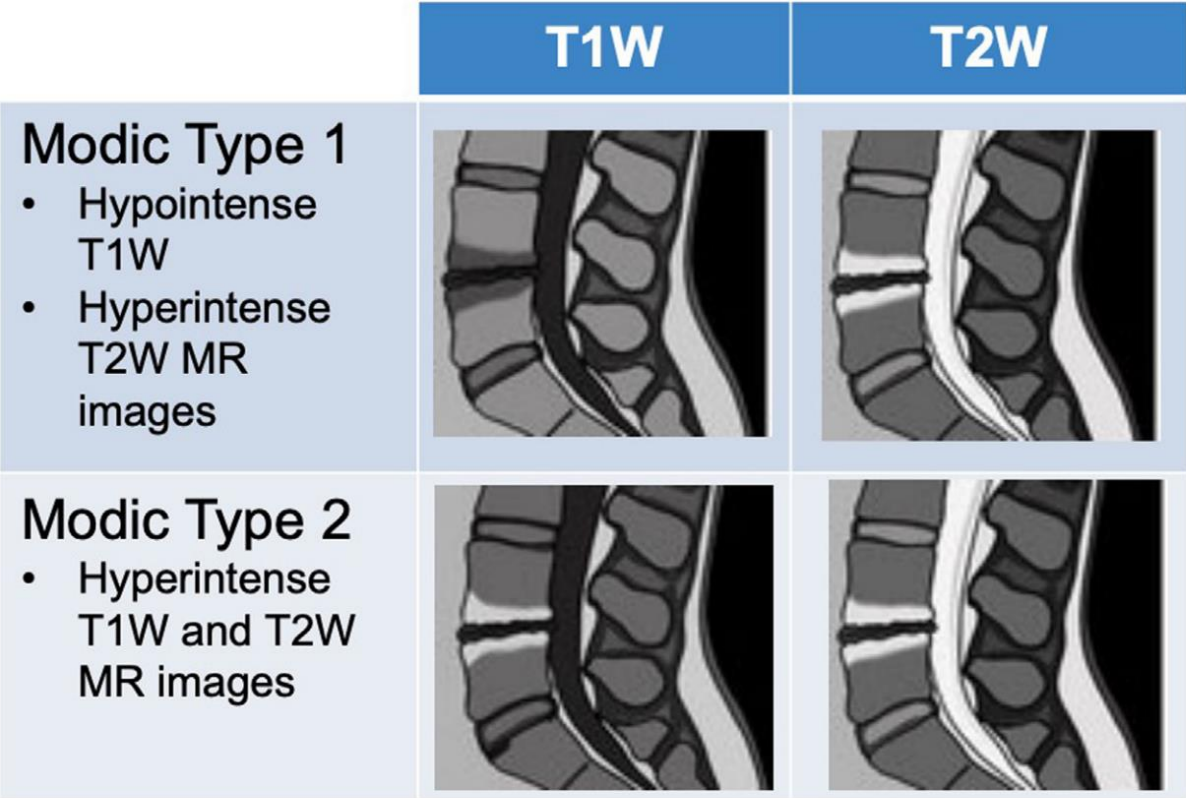 T1W
T2W
Modic Type 1
• Hypointense
T1W
• Hyperintense
T2W MR
images
Modic Type 2
• Hyperintense
T1W and T2W
MR images